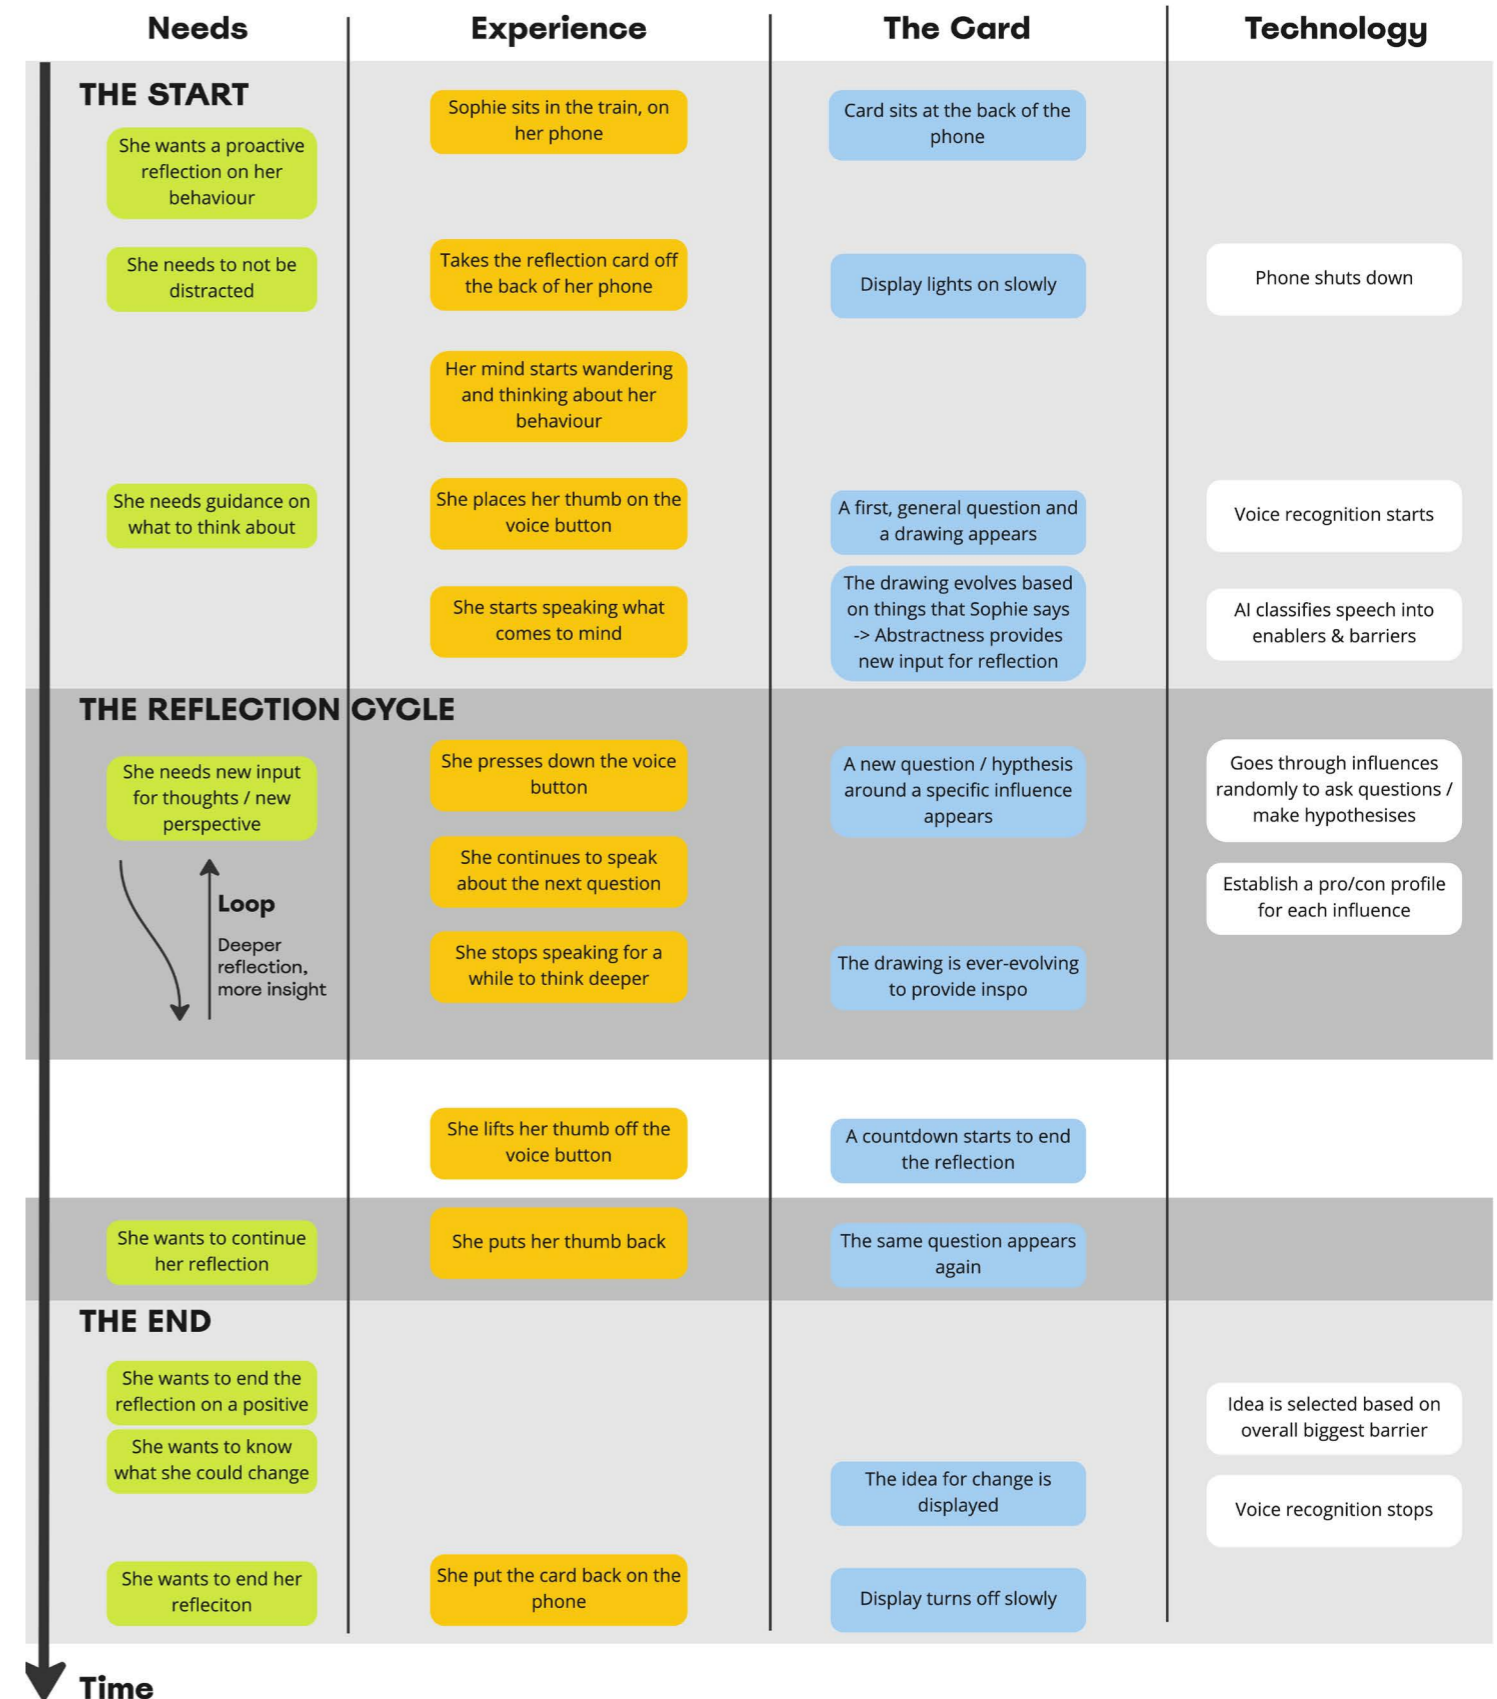 Needs
Experience
The Card
Technology
THE START
She wants a proactive
reflection on her
behaviour
Sophie sits in the train, on
her phone
Card sits at the back of the
phone
She needs to not be
distracted
Takes the reflection card off
the back of her phone
Display lights on slowly
Phone shuts down
Her mind starts wandering
and thinking about her
behaviour
She needs guidance on
what to think about
She places her thumb on the
voice button
A first, general question and
a drawing appears
Voice recognition starts
She starts speaking what
comes to mind
The drawing evolves based
on things that Sophie says
-> Abstractness provides
new input for reflection
AI classifies speech into
enablers & barriers
THE REFLECTION CYCLE
She needs new input
for thoughts / new
perspective
She presses down the voice
button
A new question / hypthesis
around a specific influence
appears
Goes through influences
randomly to ask questions /
make hypothesises
Loop
Deeper
reflection,
more insight
She continues to speak
about the next question
Establish a pro/con profile
for each influence
She stops speaking for a
while to think deeper
The drawing is ever-evolving
to provide inspo
She lifts her thumb off the
voice button
A countdown starts to end
the reflection
She wants to continue
her reflection
She puts her thumb back
The same question appears
again
THE END
She wants to end the
reflection on a positive
She wants to know
what she could change
Idea is selected based on
overall biggest barrier
The idea for change is
displayed
Voice recognition stops
She wants to end her
refleciton
She put the card back on the
phone
Display turns off slowly
Time